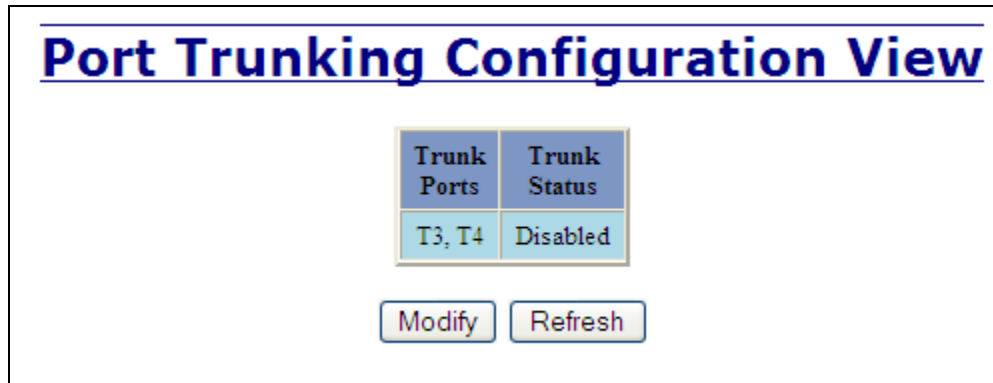 Port Trunking Configuration View
Trunk Ports
Trunk Status
T3, T4
Disabled
Modify
Refresh